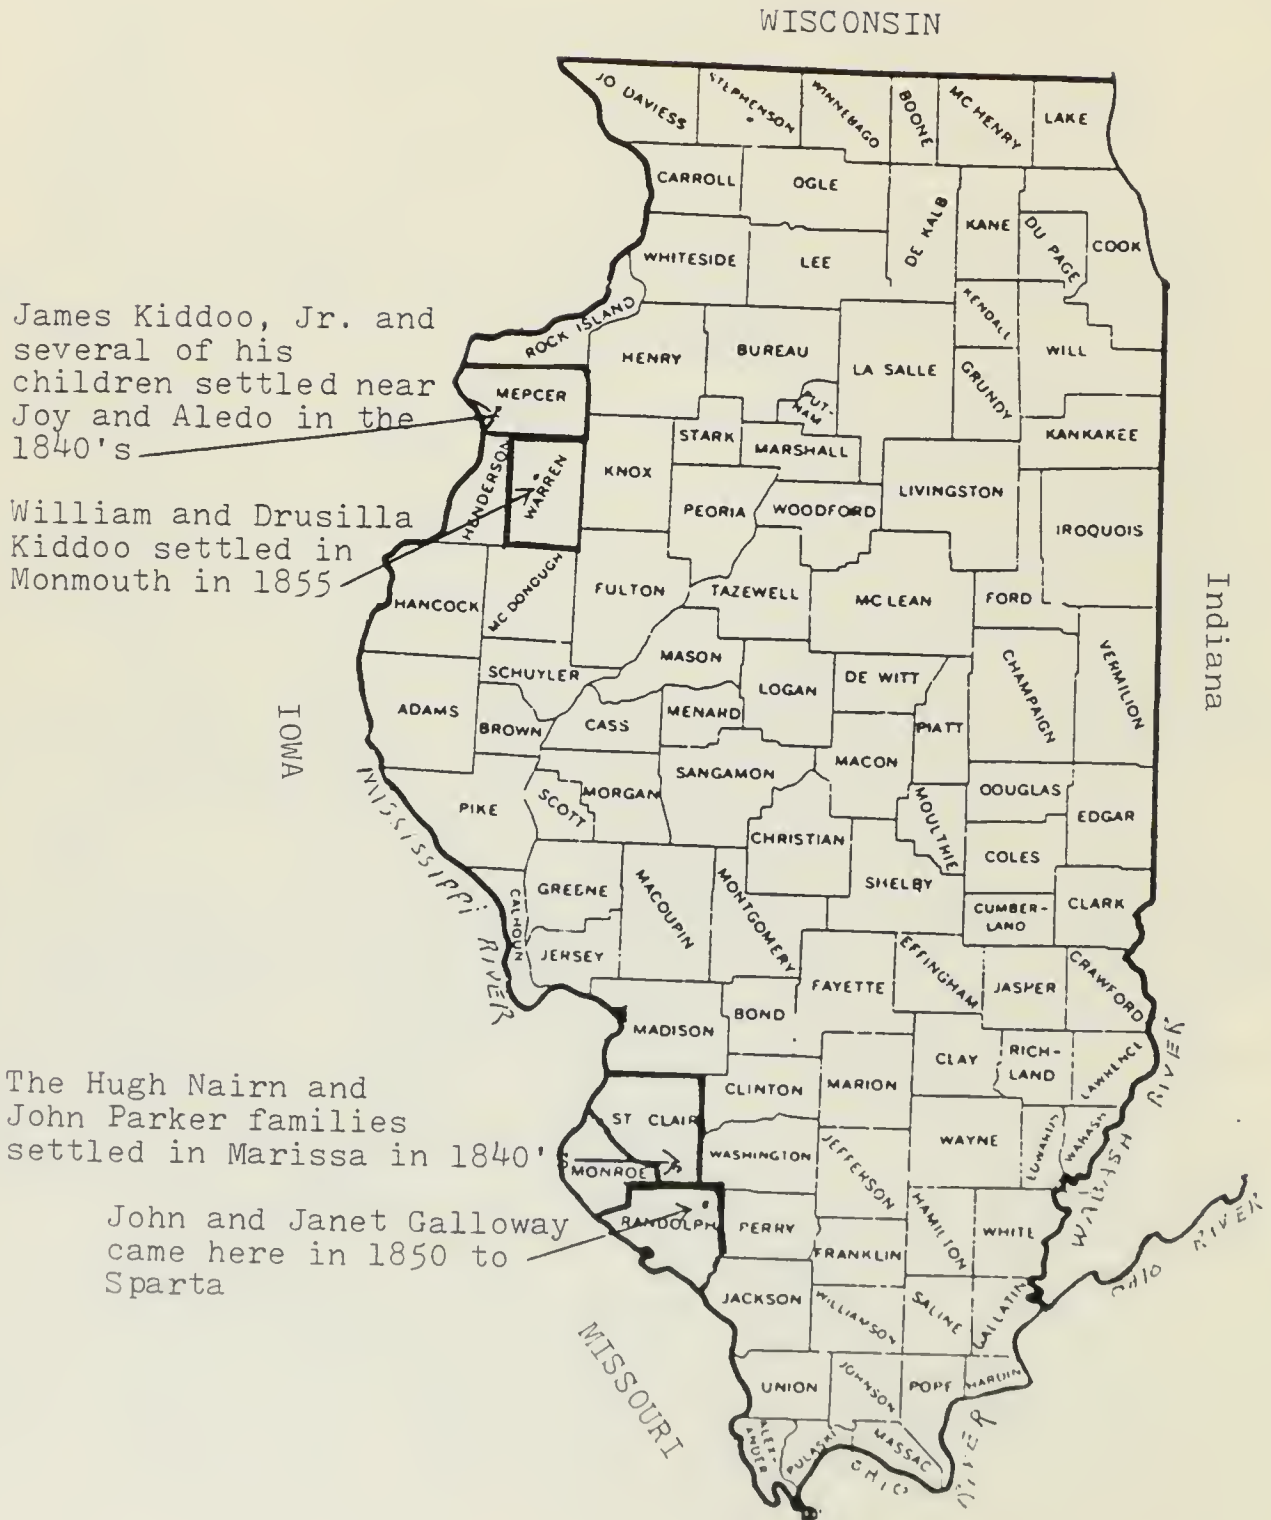 WISCONSIN
JO DAVIESS
STEPHENSON
WINNEBAGO
BOONE
MC HENRY
LAKE
CARROLL
OGLE
DE KALB
KANE
DU PAGE
COOK
WHITESIDE
LEE
KENDALL
WILL
ROCK ISLAND
HENRY
BUREAU
LA SALLE
GRUNDY
PUT-
NAM
KANKAKEE
James Kiddoo, Jr. and
several of his
children settled near
Joy and Aledo in the
1840's
MEPCER
STARK
MARSHALL
HENDERSON
WARREN
KNOX
PEORIA
WOODFORD
LIVINGSTON
IROQUOIS
William and Drusilla
Kiddoo settled in
Monmouth in 1855
HANCOCK
MC DONOUGH
FULTON
TAZEWELL
MC LEAN
FORD
Indiana
SCHUYLER
MASON
LOGAN
DE WITT
CHAMPAIGN
VERMILION
IOWA
ADAMS
BROWN
CASS
MENARD
PIATT
MACON
MISSISSIPPI RIVER
PIKE
SCOTT
MORGAN
SANGAMON
CHRISTIAN
MOULTHIE
DOUGLAS
EDGAR
COLES
SHELBY
CUMBER-
LAND
CLARK
CALHOUN
GREENE
MACOUPIN
MONTGOMERY
JERSEY
FAYETTE
EFFINGHAM
JASPER
CRAWFORD
MADISON
BOND
CLAY
RICH-
LAND
LAWRENCE
The Hugh Nairn and
John Parker families
settled in Marissa in 1840's
ST CLAIR
CLINTON
MARION
WAYNE
EDWARDS
WABASH
WABASH RIVER
MONROE
WASHINGTON
JEFFERSON
John and Janet Galloway
came here in 1850 to
Sparta
RANDOLPH
PERRY
FRANKLIN
HAMILTON
WHITE
OHIO RIVER
JACKSON
WILLIAMSON
SALINE
GALLATIN
MISSOURI
UNION
JOHNSON
POPE
HARDIN
ALEX-
ANDER
PULASKI
MASSAC
OHIO RIVER